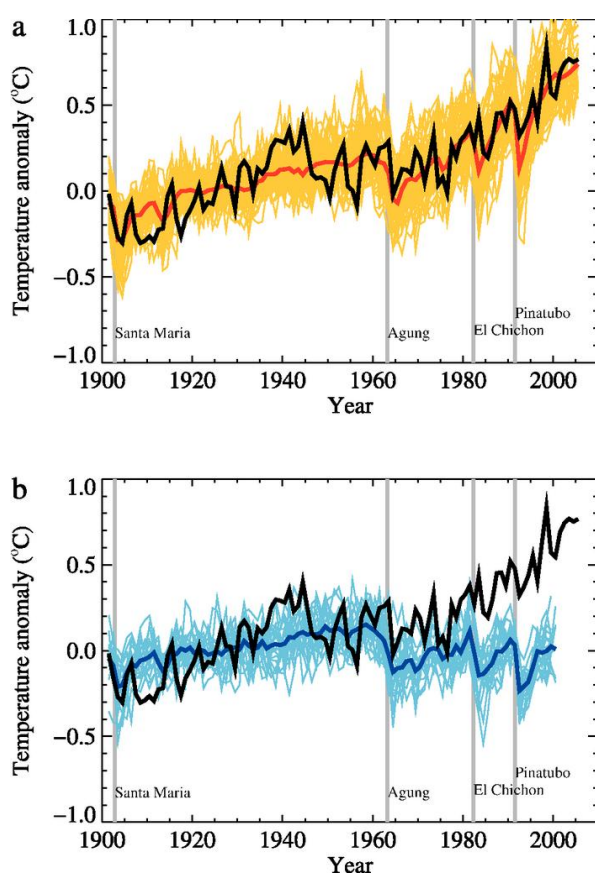 a
Temperature anomaly (°C)
1.0
0.5
0.0
−0.5
−1.0
Santa Maria
Agung
El Chichon
Pinatubo
1900 1920 1940 1960 1980 2000
Year
b
Temperature anomaly (°C)
1.0
0.5
0.0
−0.5
−1.0
Santa Maria
Agung
El Chichon
Pinatubo
1900 1920 1940 1960 1980 2000
Year